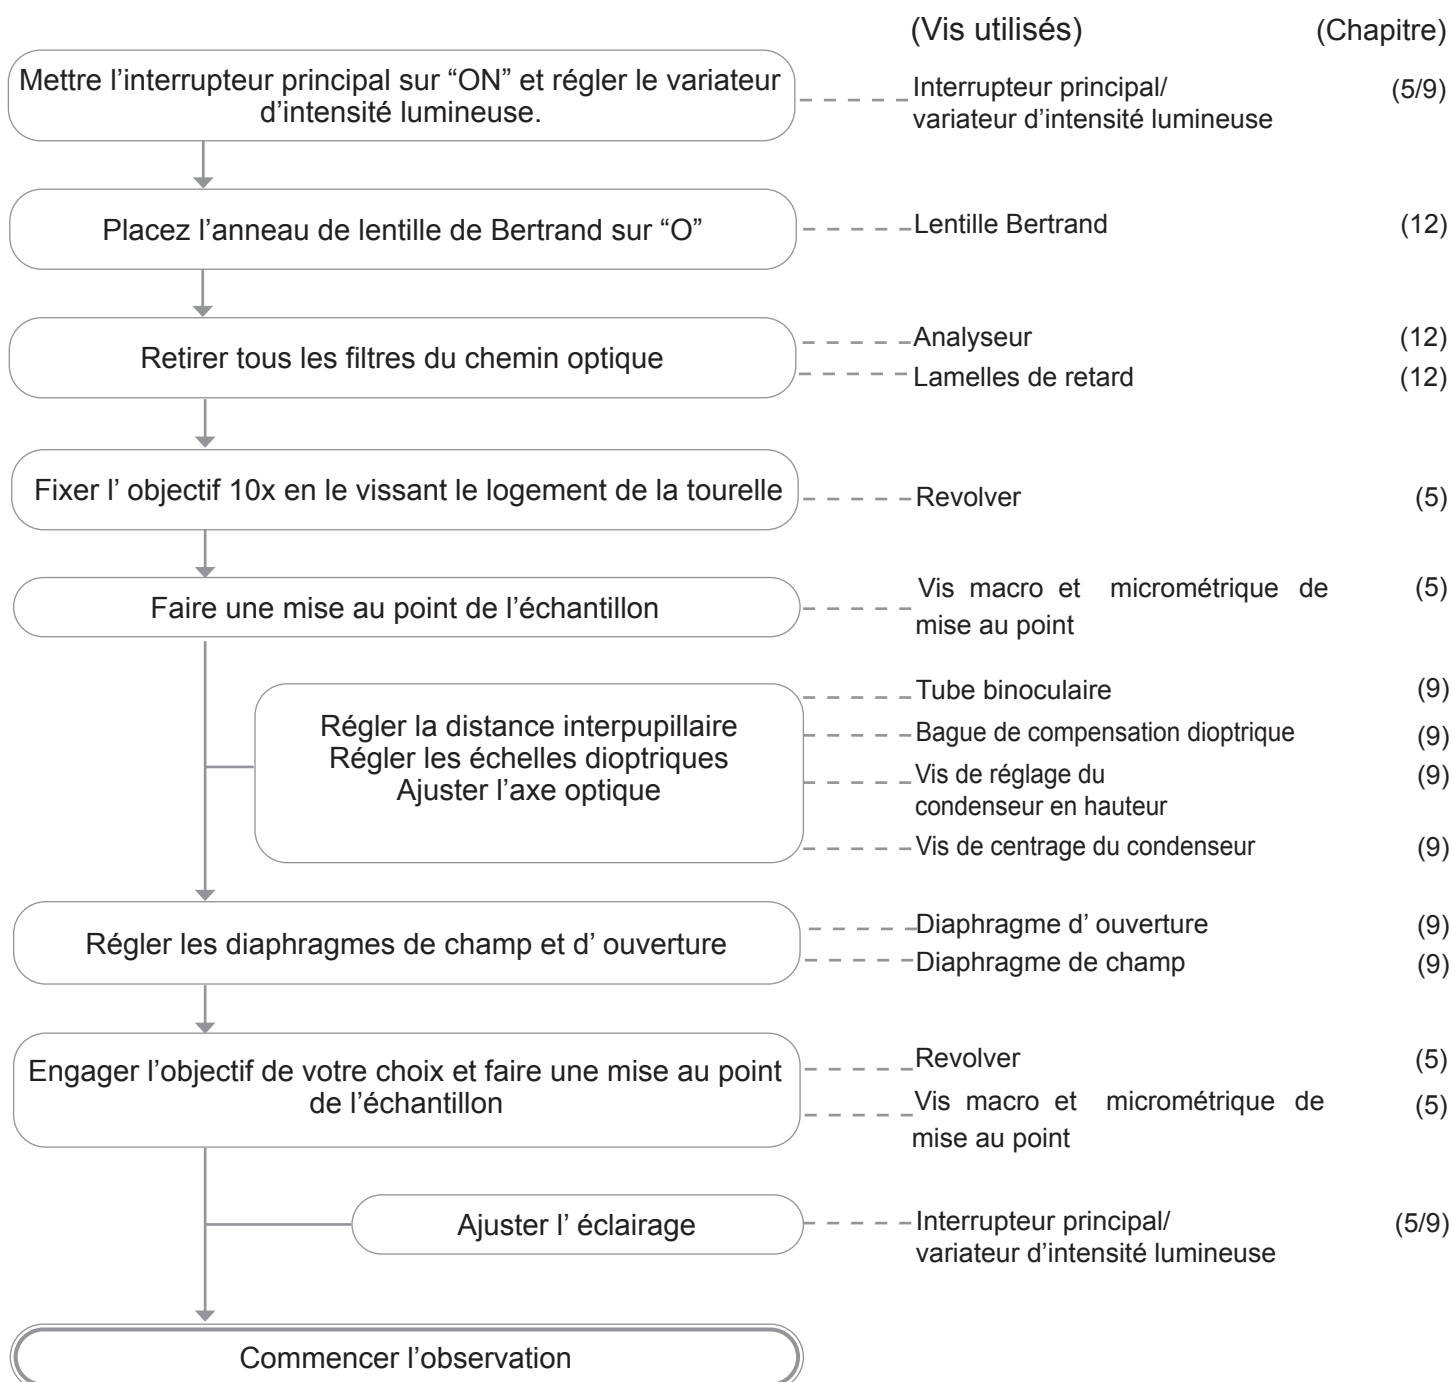 (Vis utilisés) (Chapitre)
Mettre l’interrupteur principal sur “ON” et régler le variateur
d’intensité lumineuse.
Interrupteur principal/ (5/9)
variateur d’intensité lumineuse
Placez l’anneau de lentille de Bertrand sur “O”
Lentille Bertrand (12)
Retirer tous les filtres du chemin optique
Analyseur (12)
Lamelles de retard (12)
Fixer l’ objectif 10x en le vissant le logement de la tourelle
Revolver (5)
Faire une mise au point de l’échantillon
Vis macro et micrométrique de (5)
mise au point
Régler la distance interpupillaire
Régler les échelles dioptriques
Ajuster l’axe optique
Tube binoculaire (9)
Bague de compensation dioptrique (9)
Vis de réglage du (9)
condenseur en hauteur
Vis de centrage du condenseur (9)
Régler les diaphragmes de champ et d’ ouverture
Diaphragme d’ ouverture (9)
Diaphragme de champ (9)
Engager l’objectif de votre choix et faire une mise au point
de l’échantillon
Revolver (5)
Vis macro et micrométrique de (5)
mise au point
Ajuster l’ éclairage
Interrupteur principal/ (5/9)
variateur d’intensité lumineuse
Commencer l’observation